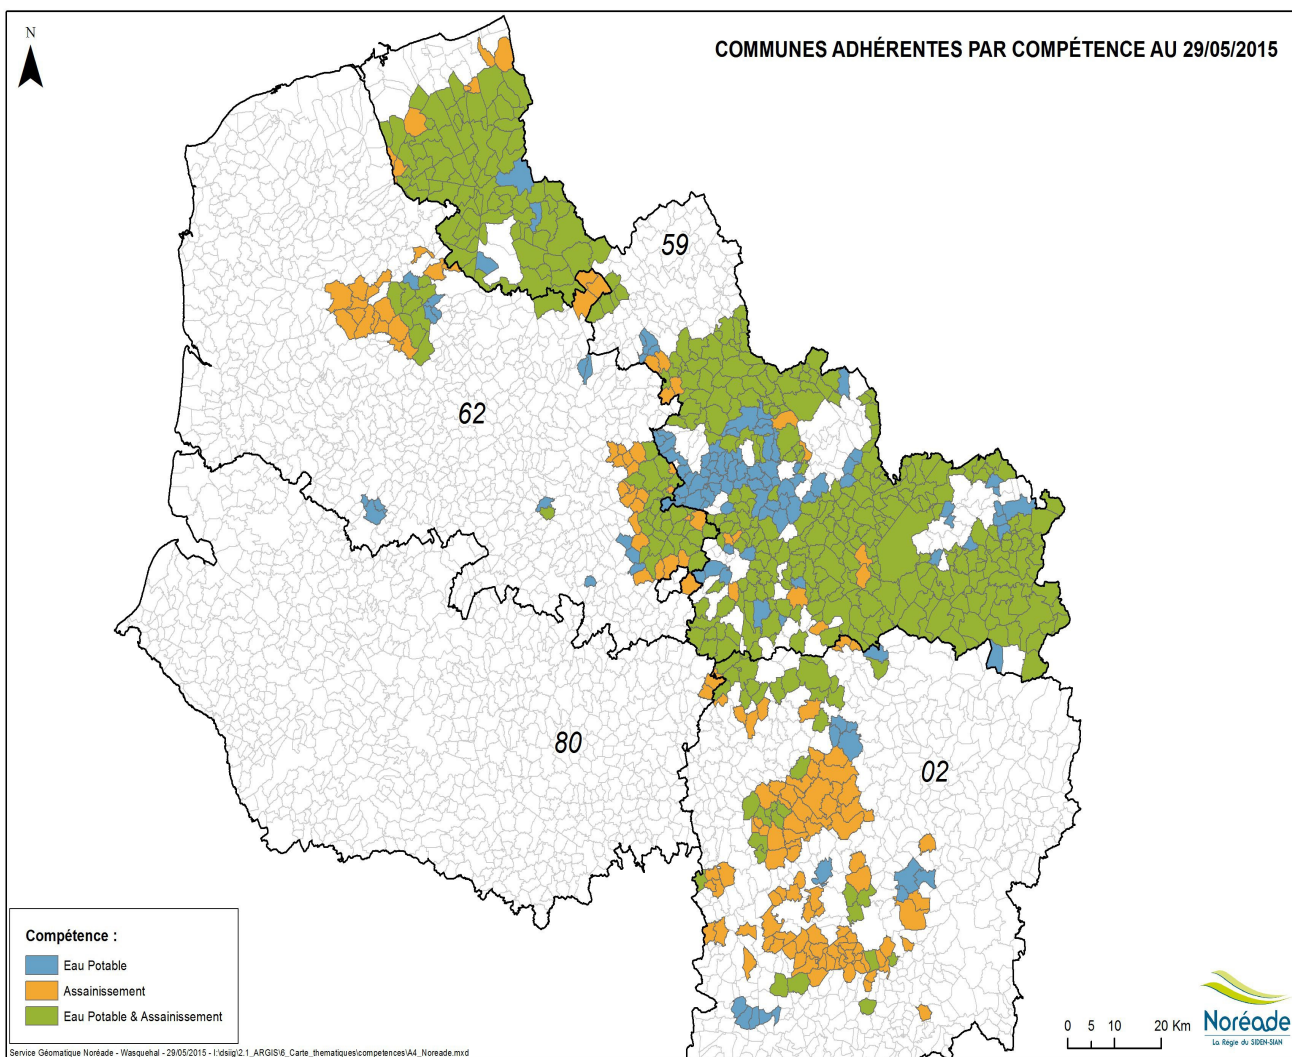 N
COMMUNES ADHÉRENTES PAR COMPÉTENCE AU 29/05/2015
59
62
80
02
Compétence :
Eau Potable
Assainissement
Eau Potable & Assainissement
0 5 10 20 Km
Noréade
La Régie du SIDEN-SIAN
Service Géomatique Noréade - Wasquehal - 29/05/2015 - I:\dsiig\2.1_ARGIS\6_Carte_thematiques\competences\A4_Noreade.mxd